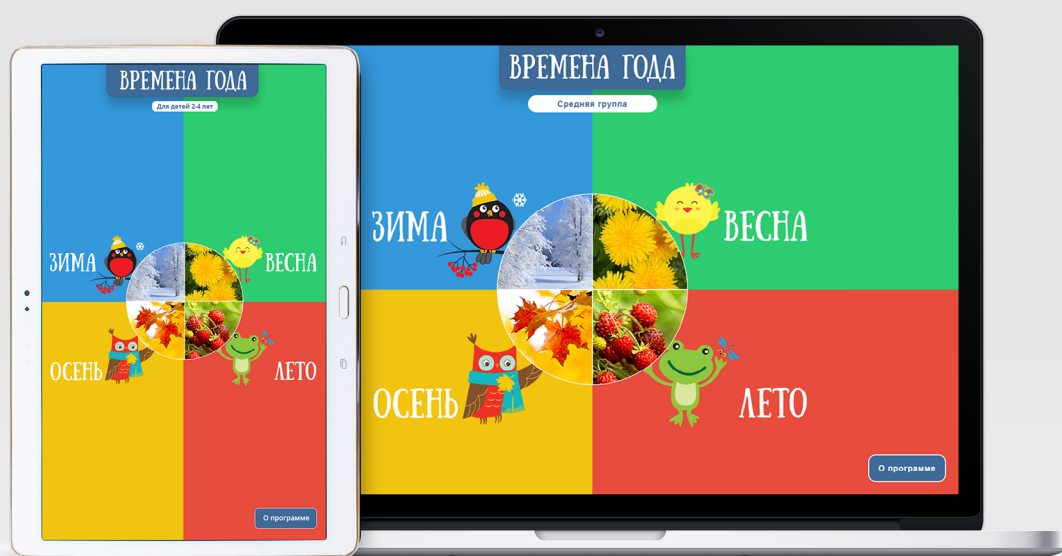 ВРЕМЕНА ГОДА
Для детей 2-4 лет
ЗИМА
ВЕСНА
ОСЕНЬ
ЛЕТО
О программе
ВРЕМЕНА ГОДА
Средняя группа
ЗИМА
ВЕСНА
ОСЕНЬ
ЛЕТО
О программе